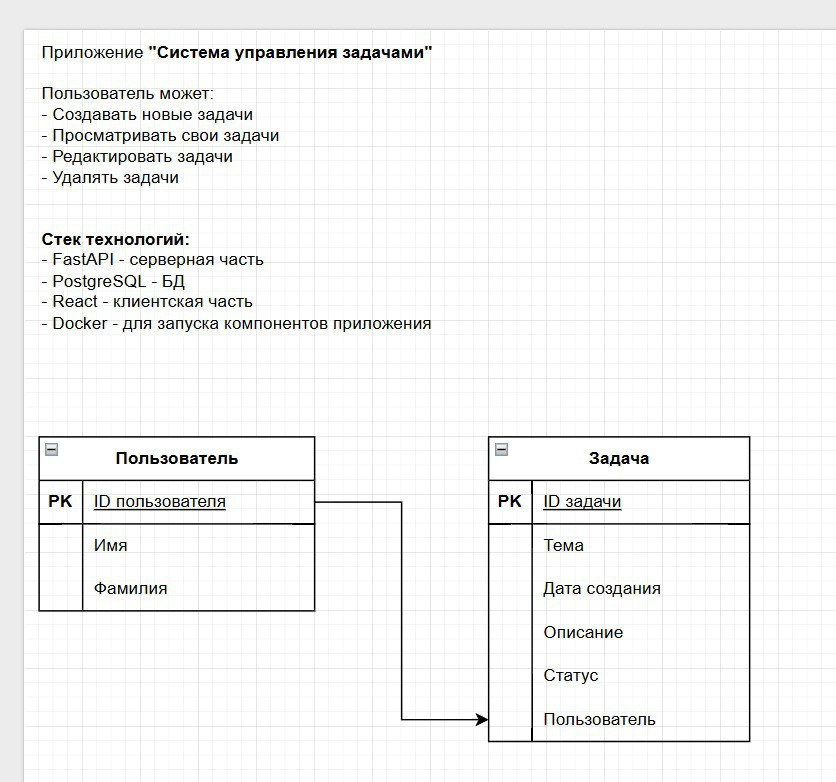 Приложение "Система управления задачами"
Пользователь может:
- Создавать новые задачи
- Просматривать свои задачи
- Редактировать задачи
- Удалять задачи
Стек технологий:
- FastAPI - серверная часть
- PostgreSQL - БД
- React - клиентская часть
- Docker - для запуска компонентов приложения
Пользователь
PK ID пользователя
Имя
Фамилия
Задача
PK ID задачи
Тема
Дата создания
Описание
Статус
Пользователь